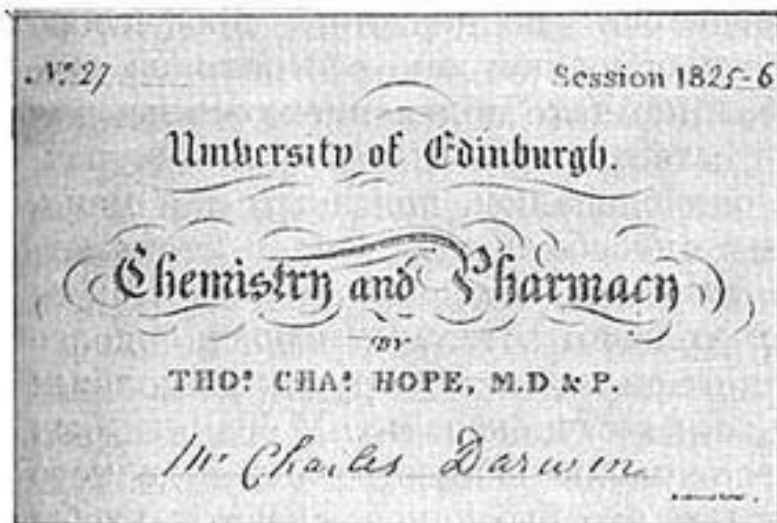 No. 27 Session 1825-6
University of Edinburgh.
Chemistry and Pharmacy
BY
THOs. CHAs. HOPE, M.D & P.
Mr Charles Darwin